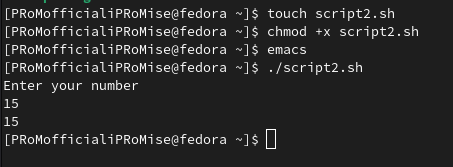 [PRoMofficialiPRoMise@fedora ~]$ touch script2.sh
[PRoMofficialiPRoMise@fedora ~]$ chmod +x script2.sh
[PRoMofficialiPRoMise@fedora ~]$ emacs
[PRoMofficialiPRoMise@fedora ~]$ ./script2.sh
Enter your number
15
15
[PRoMofficialiPRoMise@fedora ~]$